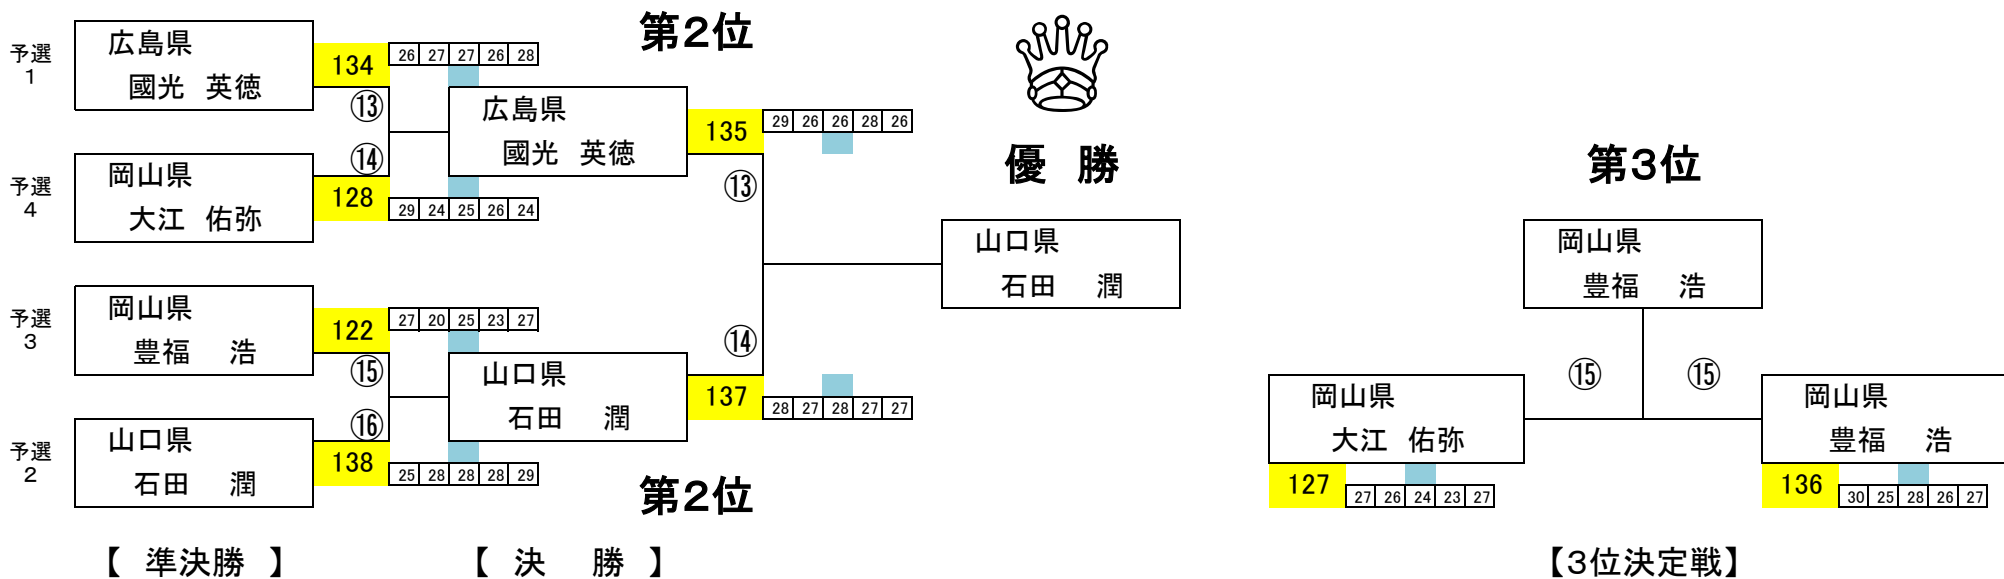 第２位
予選
1
広島県
國光 英徳
134
26 27 27 26 28
⑬
予選
4
岡山県
大江 佑弥
⑭
128
29 24 25 26 24
予選
3
岡山県
豊福 浩
122
27 20 25 23 27
⑮
予選
2
山口県
石田 潤
⑯
138
25 28 28 28 29
広島県
國光 英徳
135
29 26 26 28 26
⑬
山口県
石田 潤
⑭
137
28 27 28 27 27
第２位
優 勝
山口県
石田 潤
【 準決勝 】
【 決 勝 】
第３位
岡山県
豊福 浩
⑮
⑮
岡山県
大江 佑弥
127
27 26 24 23 27
岡山県
豊福 浩
136
30 25 28 26 27
【３位決定戦】